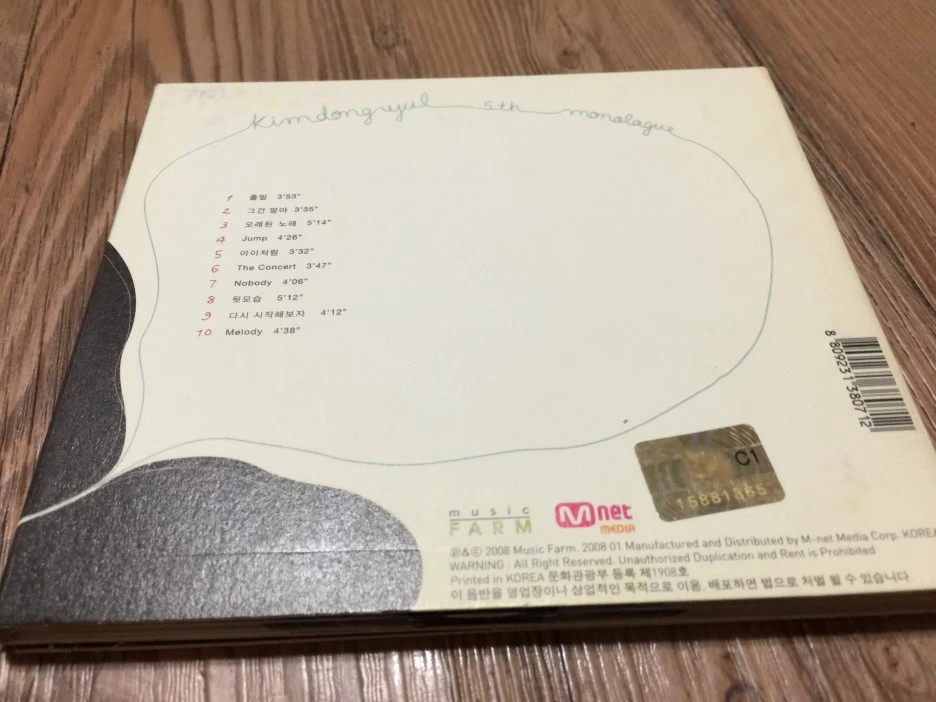 kimdongryul 5th monologue
1 출발 3'53"
2 그건 말야 3'35"
3 오래된 노래 5'14"
4 Jump 4'26"
5 아이처럼 3'32"
6 The Concert 3'47"
7 Nobody 4'06"
8 뒷모습 5'12"
9 다시 시작해보자 4'12"
10 Melody 4'38"
8 809231 380712
C1
15881365
music
FARM
Mnet
MEDIA
℗&© 2008 Music Farm. 2008 01 Manufactured and Distributed by M-net Media Corp. KOREA
WARNING : All Right Reserved. Unauthorized Duplication and Rent is Prohibited
Printed in KOREA 문화관광부 등록 제1908호
이 음반을 영업장이나 상업적인 목적으로 이용, 배포하면 법으로 처벌 될 수 있습니다.